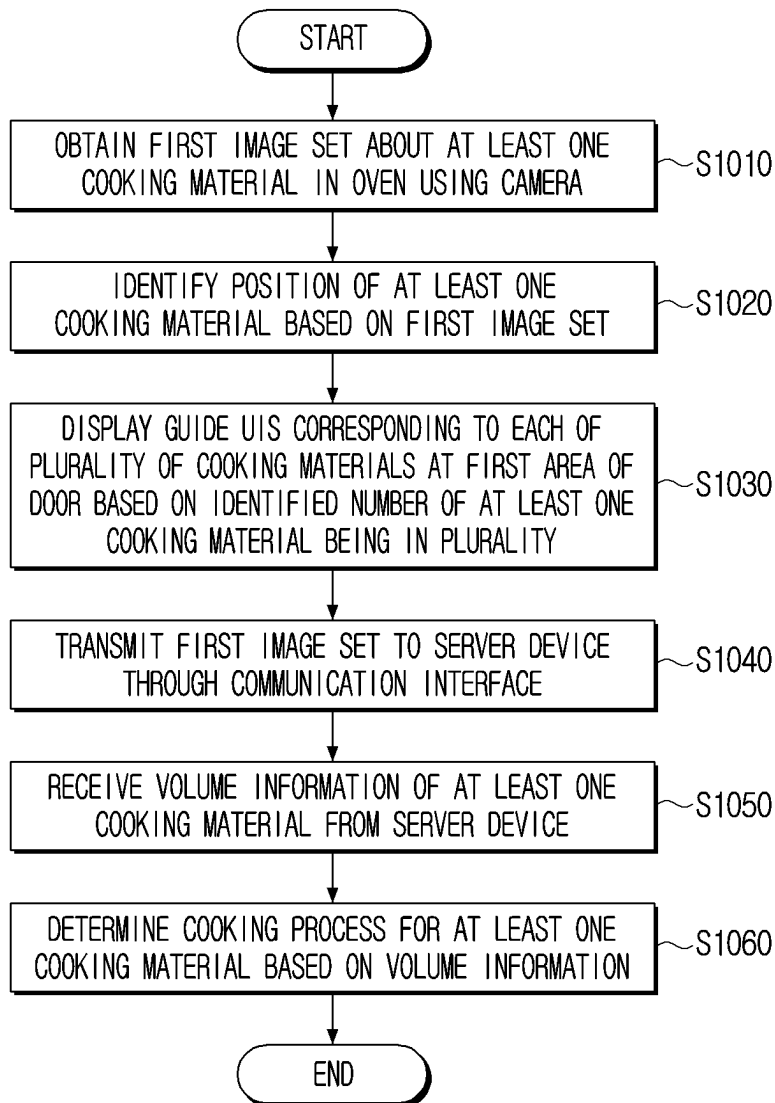 START
OBTAIN FIRST IMAGE SET ABOUT AT LEAST ONE
COOKING MATERIAL IN OVEN USING CAMERA
S1010
IDENTIFY POSITION OF AT LEAST ONE
COOKING MATERIAL BASED ON FIRST IMAGE SET
S1020
DISPLAY GUIDE UIS CORRESPONDING TO EACH OF
PLURALITY OF COOKING MATERIALS AT FIRST AREA OF
DOOR BASED ON IDENTIFIED NUMBER OF AT LEAST ONE
COOKING MATERIAL BEING IN PLURALITY
S1030
TRANSMIT FIRST IMAGE SET TO SERVER DEVICE
THROUGH COMMUNICATION INTERFACE
S1040
RECEIVE VOLUME INFORMATION OF AT LEAST ONE
COOKING MATERIAL FROM SERVER DEVICE
S1050
DETERMINE COOKING PROCESS FOR AT LEAST ONE
COOKING MATERIAL BASED ON VOLUME INFORMATION
S1060
END